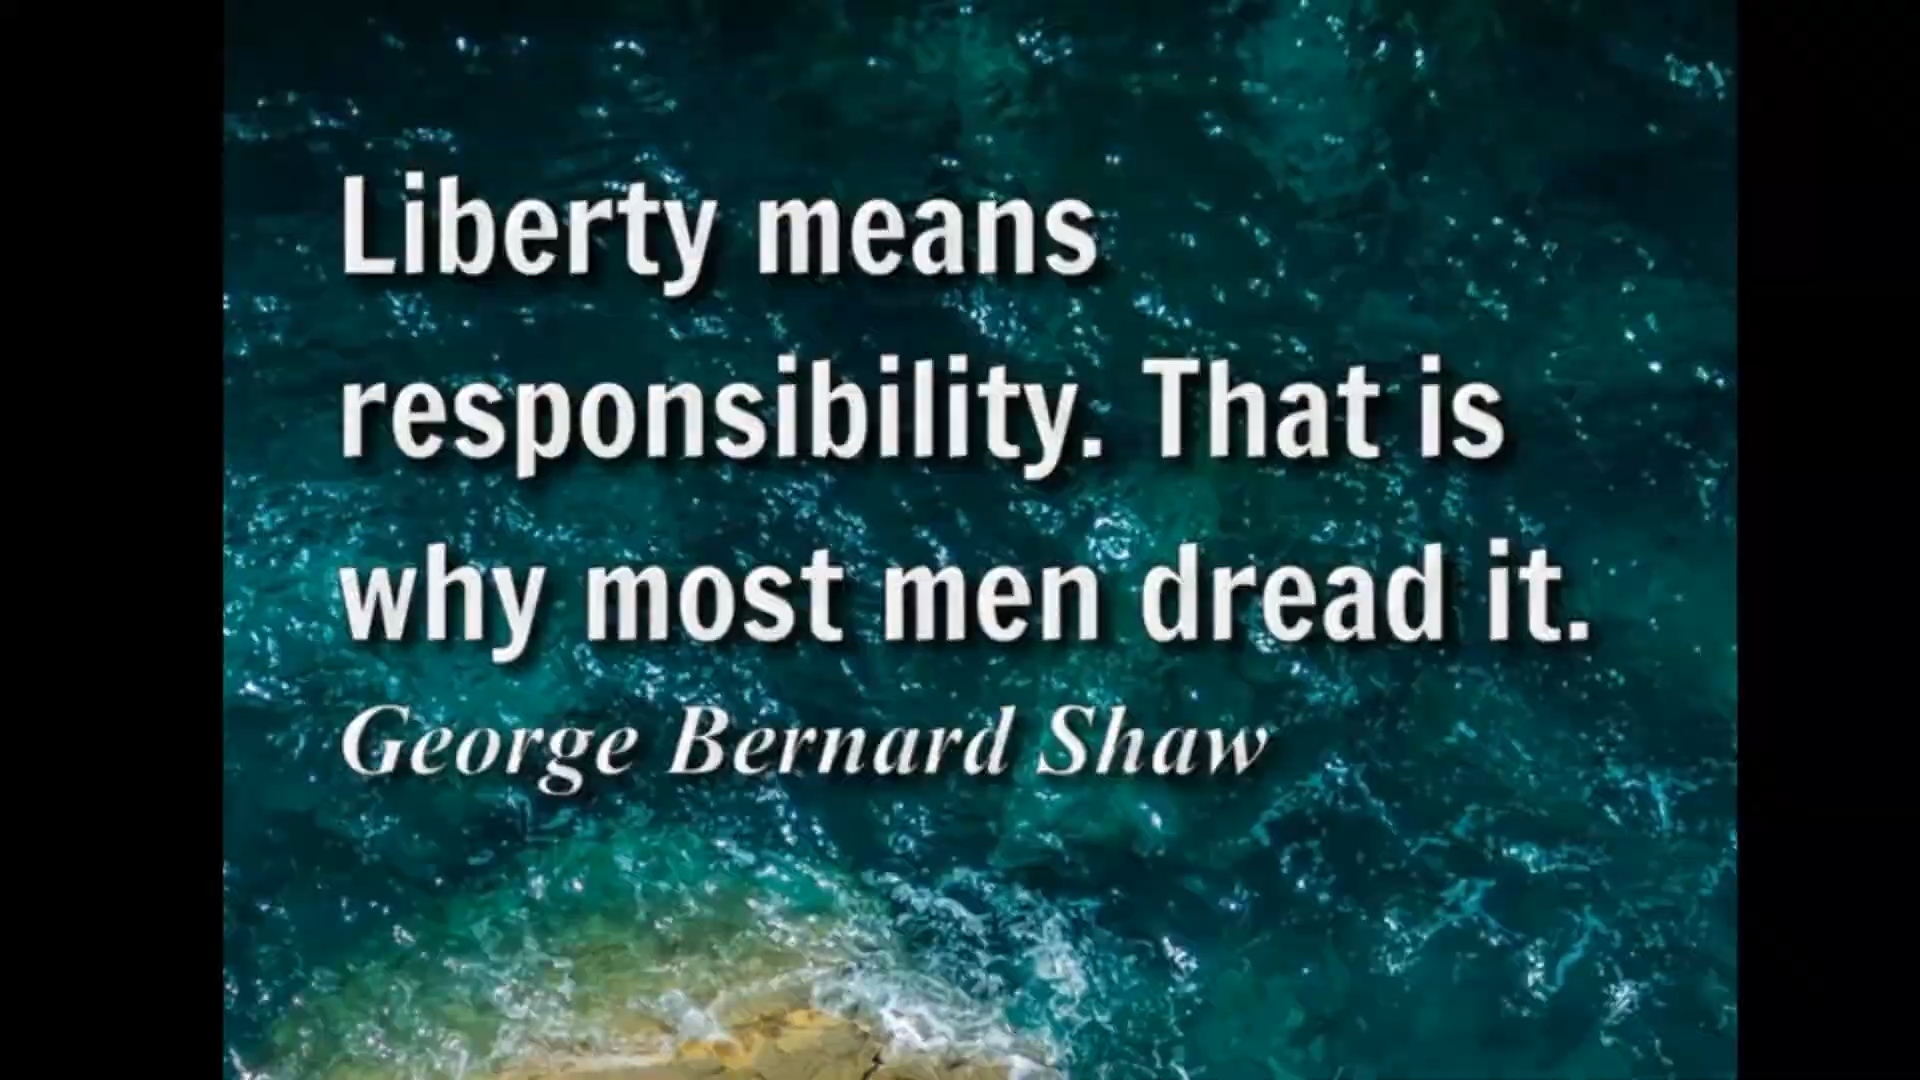 Liberty means
responsibility. That is
why most men dread it.
George Bernard Shaw